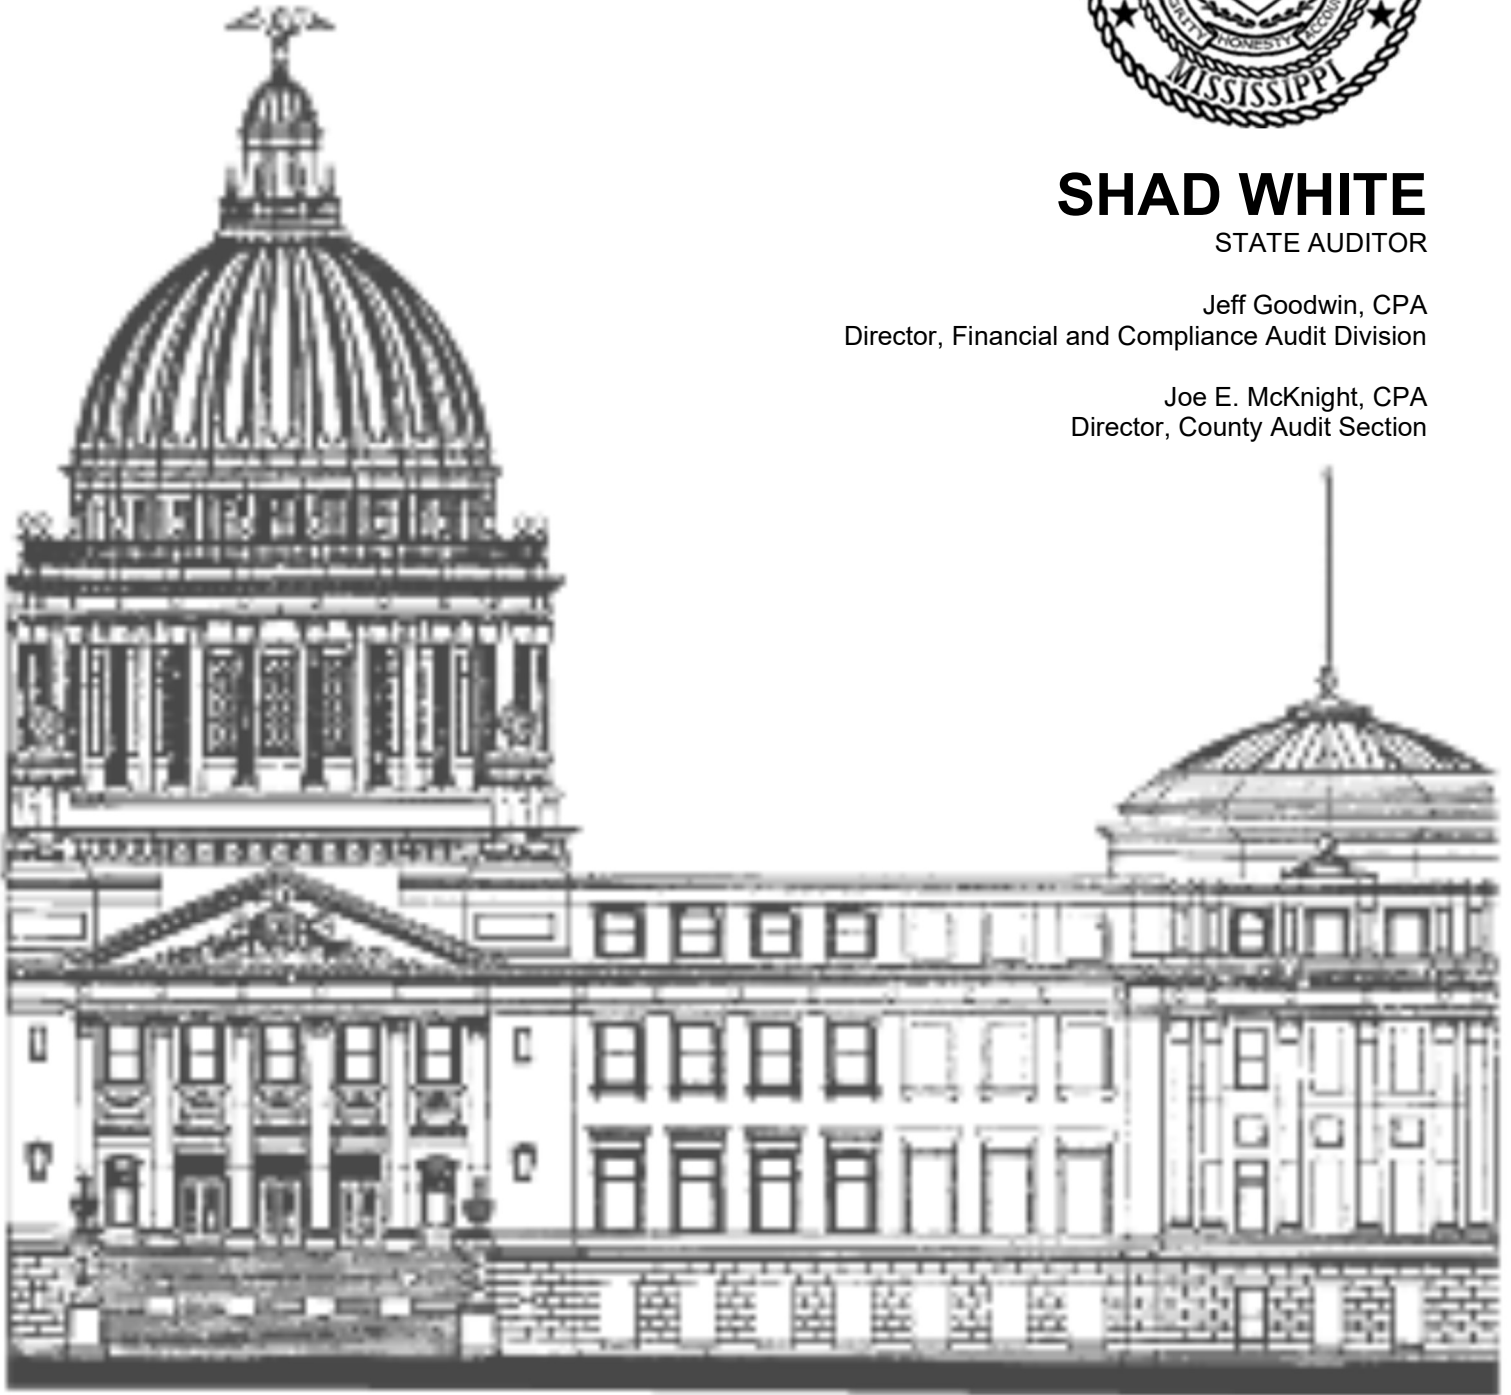 HONESTY
MISSISSIPPI
SHAD WHITE
STATE AUDITOR
Jeff Goodwin, CPA
Director, Financial and Compliance Audit Division
Joe E. McKnight, CPA
Director, County Audit Section